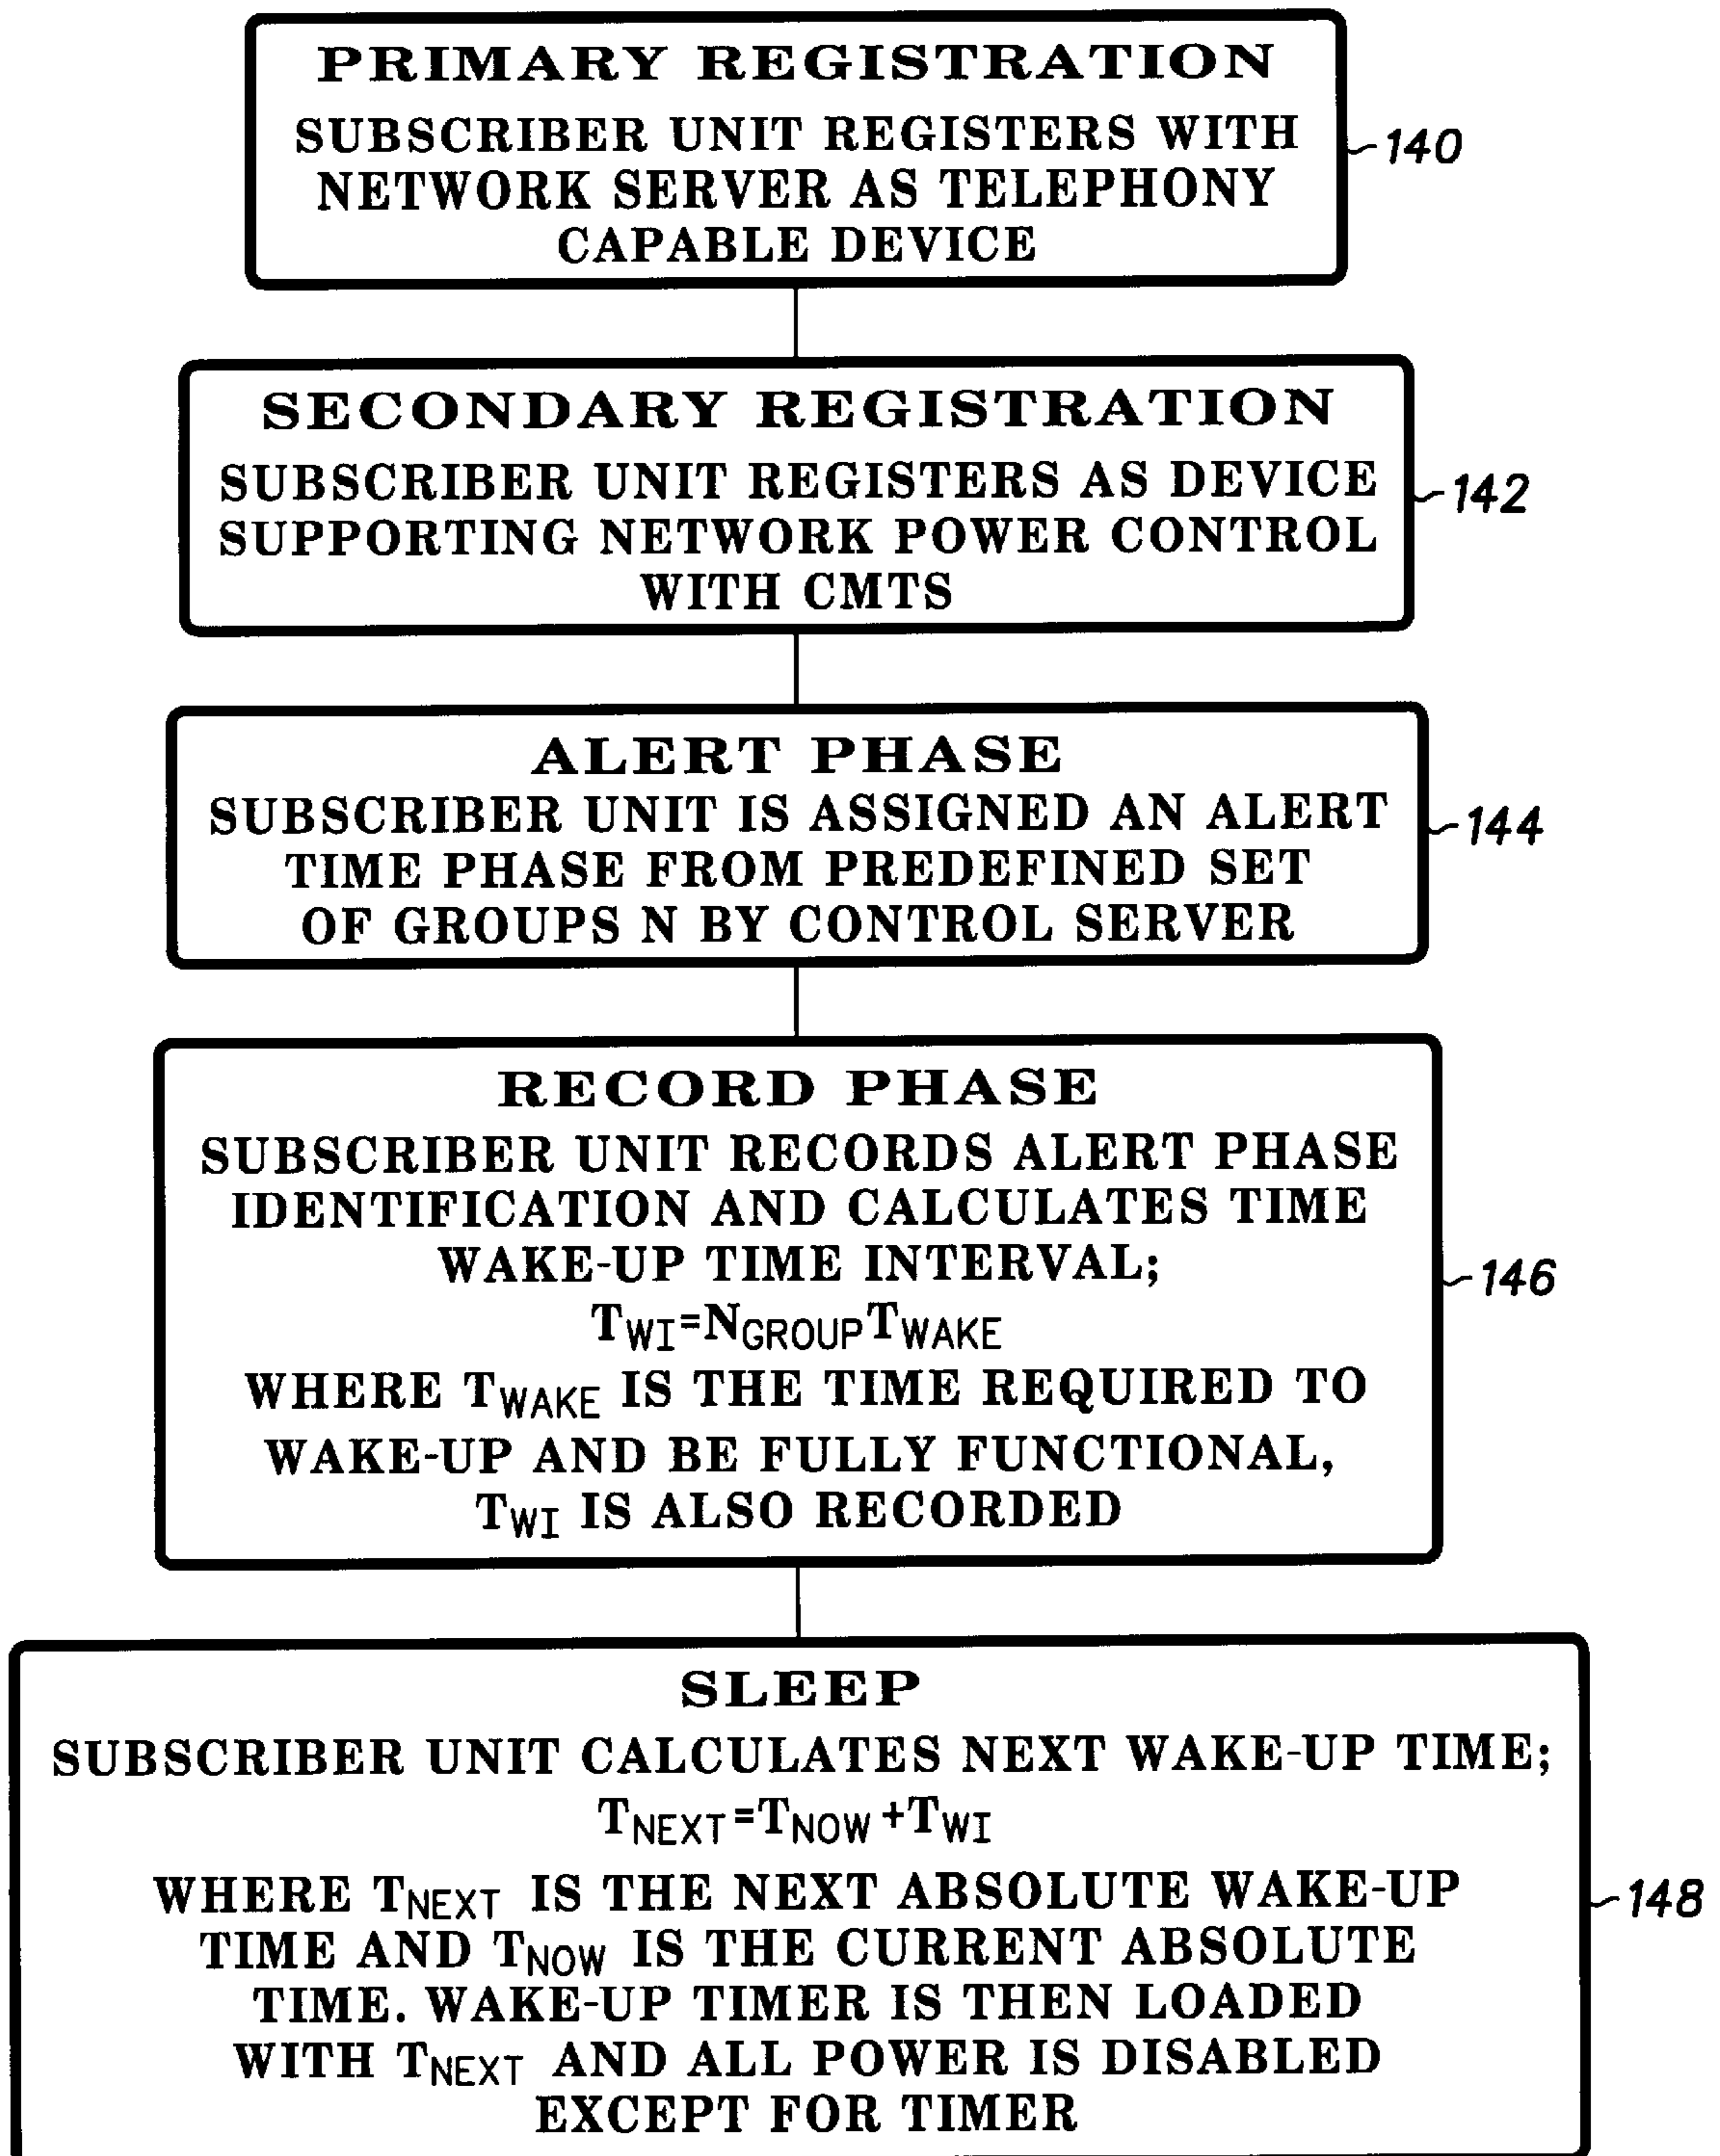 PRIMARY REGISTRATION
SUBSCRIBER UNIT REGISTERS WITH
NETWORK SERVER AS TELEPHONY
CAPABLE DEVICE
140
SECONDARY REGISTRATION
SUBSCRIBER UNIT REGISTERS AS DEVICE
SUPPORTING NETWORK POWER CONTROL
WITH CMTS
142
ALERT PHASE
SUBSCRIBER UNIT IS ASSIGNED AN ALERT
TIME PHASE FROM PREDEFINED SET
OF GROUPS N BY CONTROL SERVER
144
RECORD PHASE
SUBSCRIBER UNIT RECORDS ALERT PHASE
IDENTIFICATION AND CALCULATES TIME
WAKE-UP TIME INTERVAL;
TWI=NGROUPTWAKE
WHERE TWAKE IS THE TIME REQUIRED TO
WAKE-UP AND BE FULLY FUNCTIONAL,
TWI IS ALSO RECORDED
146
SLEEP
SUBSCRIBER UNIT CALCULATES NEXT WAKE-UP TIME;
TNEXT=TNOW+TWI
WHERE TNEXT IS THE NEXT ABSOLUTE WAKE-UP
TIME AND TNOW IS THE CURRENT ABSOLUTE
TIME. WAKE-UP TIMER IS THEN LOADED
WITH TNEXT AND ALL POWER IS DISABLED
EXCEPT FOR TIMER
148